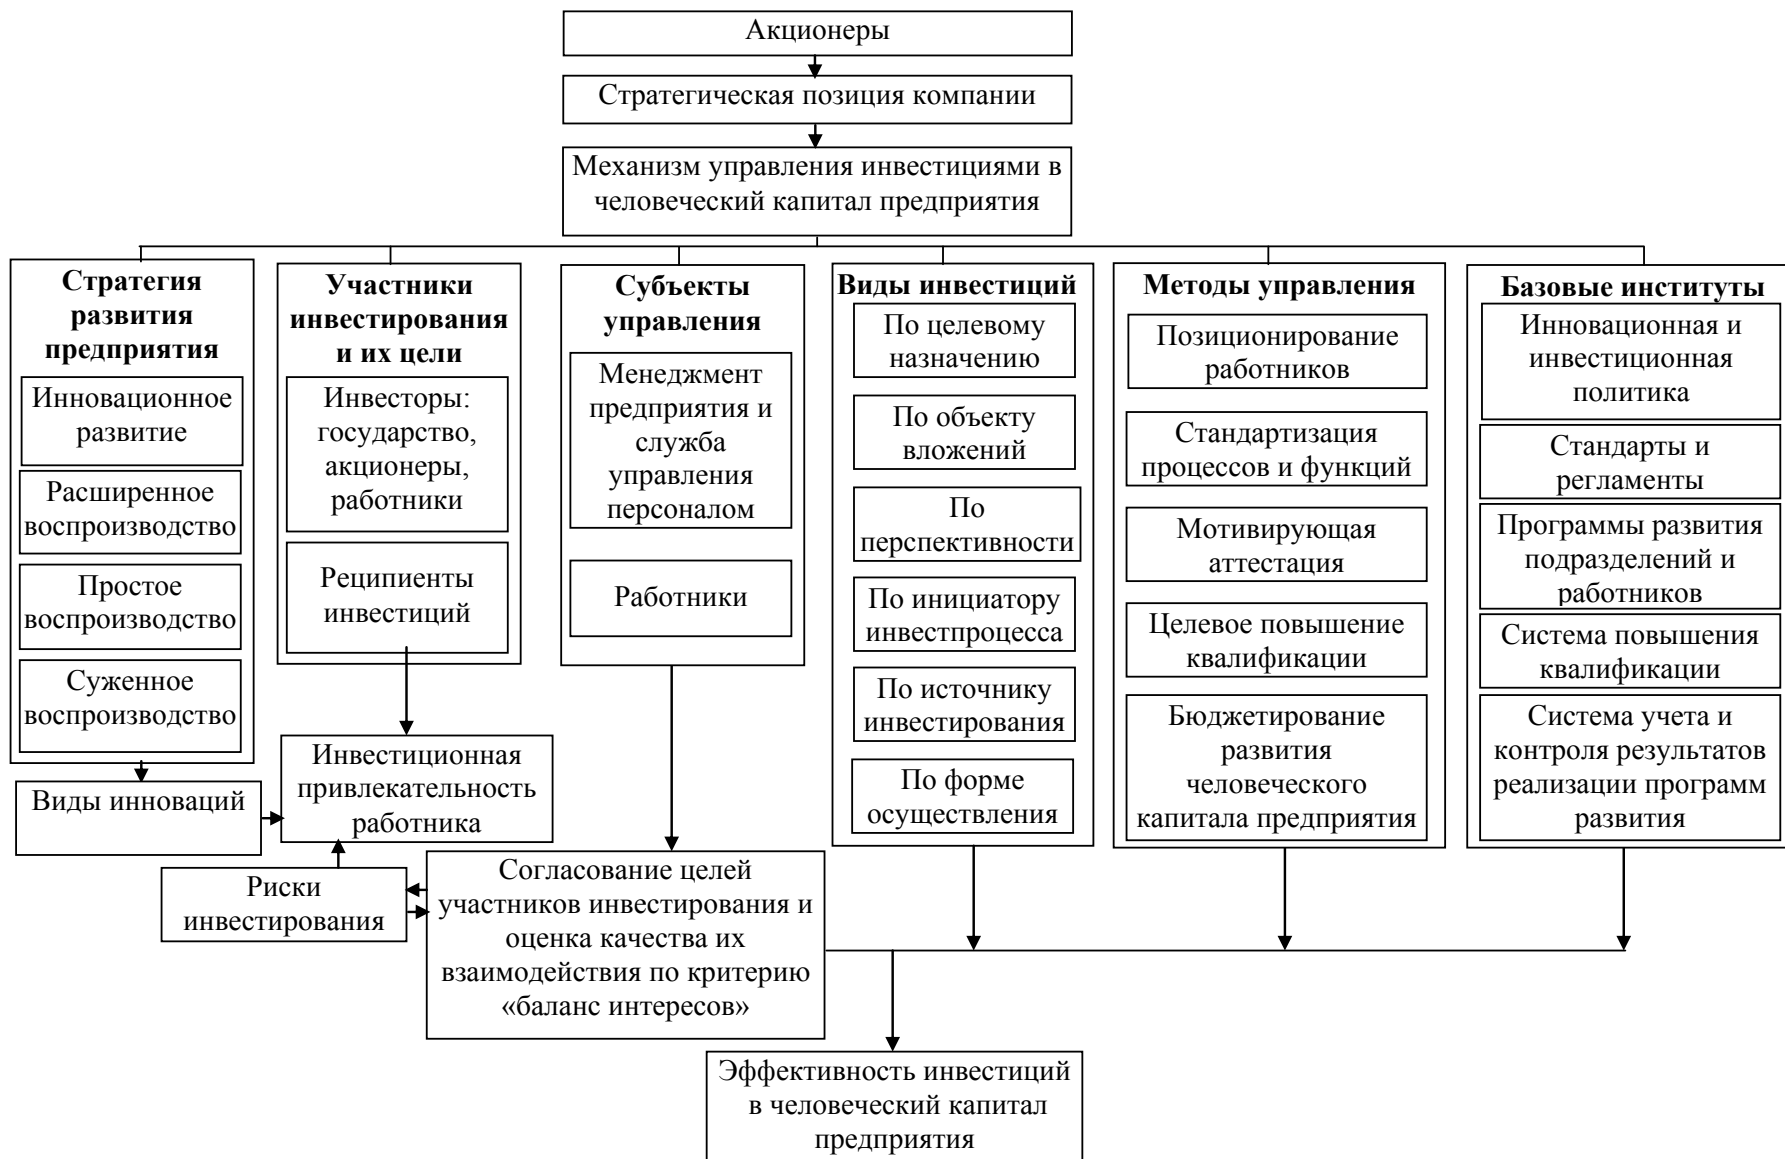 Акционеры
Стратегическая позиция компании
Механизм управления инвестициями в
человеческий капитал предприятия
Стратегия
развития
предприятия
Инновационное
развитие
Расширенное
воспроизводство
Простое
воспроизводство
Суженное
воспроизводство
Виды инноваций
Участники
инвестирования
и их цели
Инвесторы:
государство,
акционеры,
работники
Реципиенты
инвестиций
Инвестиционная
привлекательность
работника
Риски
инвестирования
Субъекты
управления
Менеджмент
предприятия и
служба
управления
персоналом
Работники
Согласование целей
участников инвестирования и
оценка качества их
взаимодействия по критерию
«баланс интересов»
Виды инвестиций
По целевому
назначению
По объекту
вложений
По
перспективности
По инициатору
инвестпроцесса
По источнику
инвестирования
По форме
осуществления
Методы управления
Позиционирование
работников
Стандартизация
процессов и функций
Мотивирующая
аттестация
Целевое повышение
квалификации
Бюджетирование
развития
человеческого
капитала предприятия
Базовые институты
Инновационная и
инвестиционная
политика
Стандарты и
регламенты
Программы развития
подразделений и
работников
Система повышения
квалификации
Система учета и
контроля результатов
реализации программ
развития
Эффективность инвестиций
в человеческий капитал
предприятия